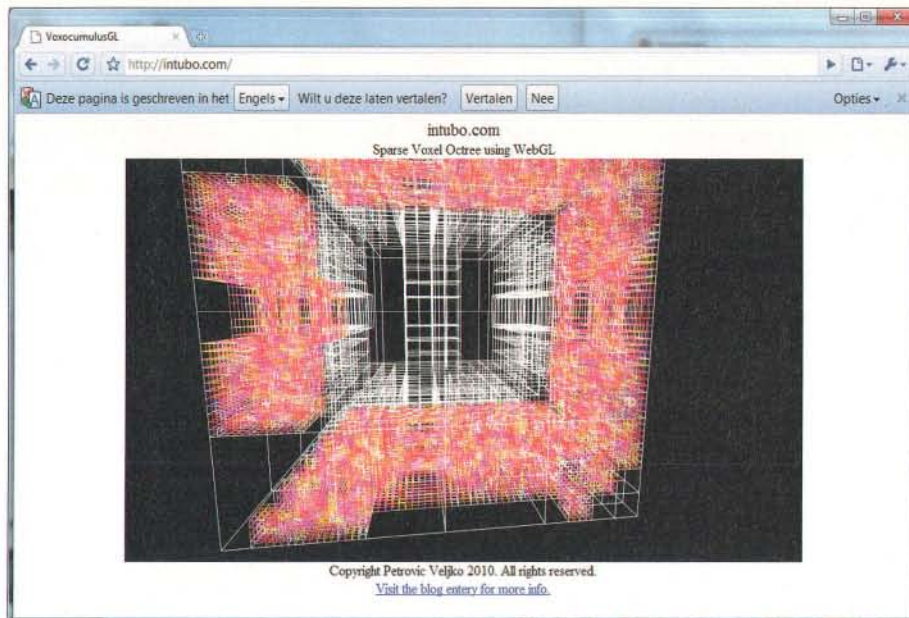 VoxocumulusGL
http://intubo.com/
Deze pagina is geschreven in het Engels Wilt u deze laten vertalen? Vertalen Nee Opties
intubo.com
Sparse Voxel Octree using WebGL
Copyright Petrovic Veljko 2010. All rights reserved.
Visit the blog entery for more info.